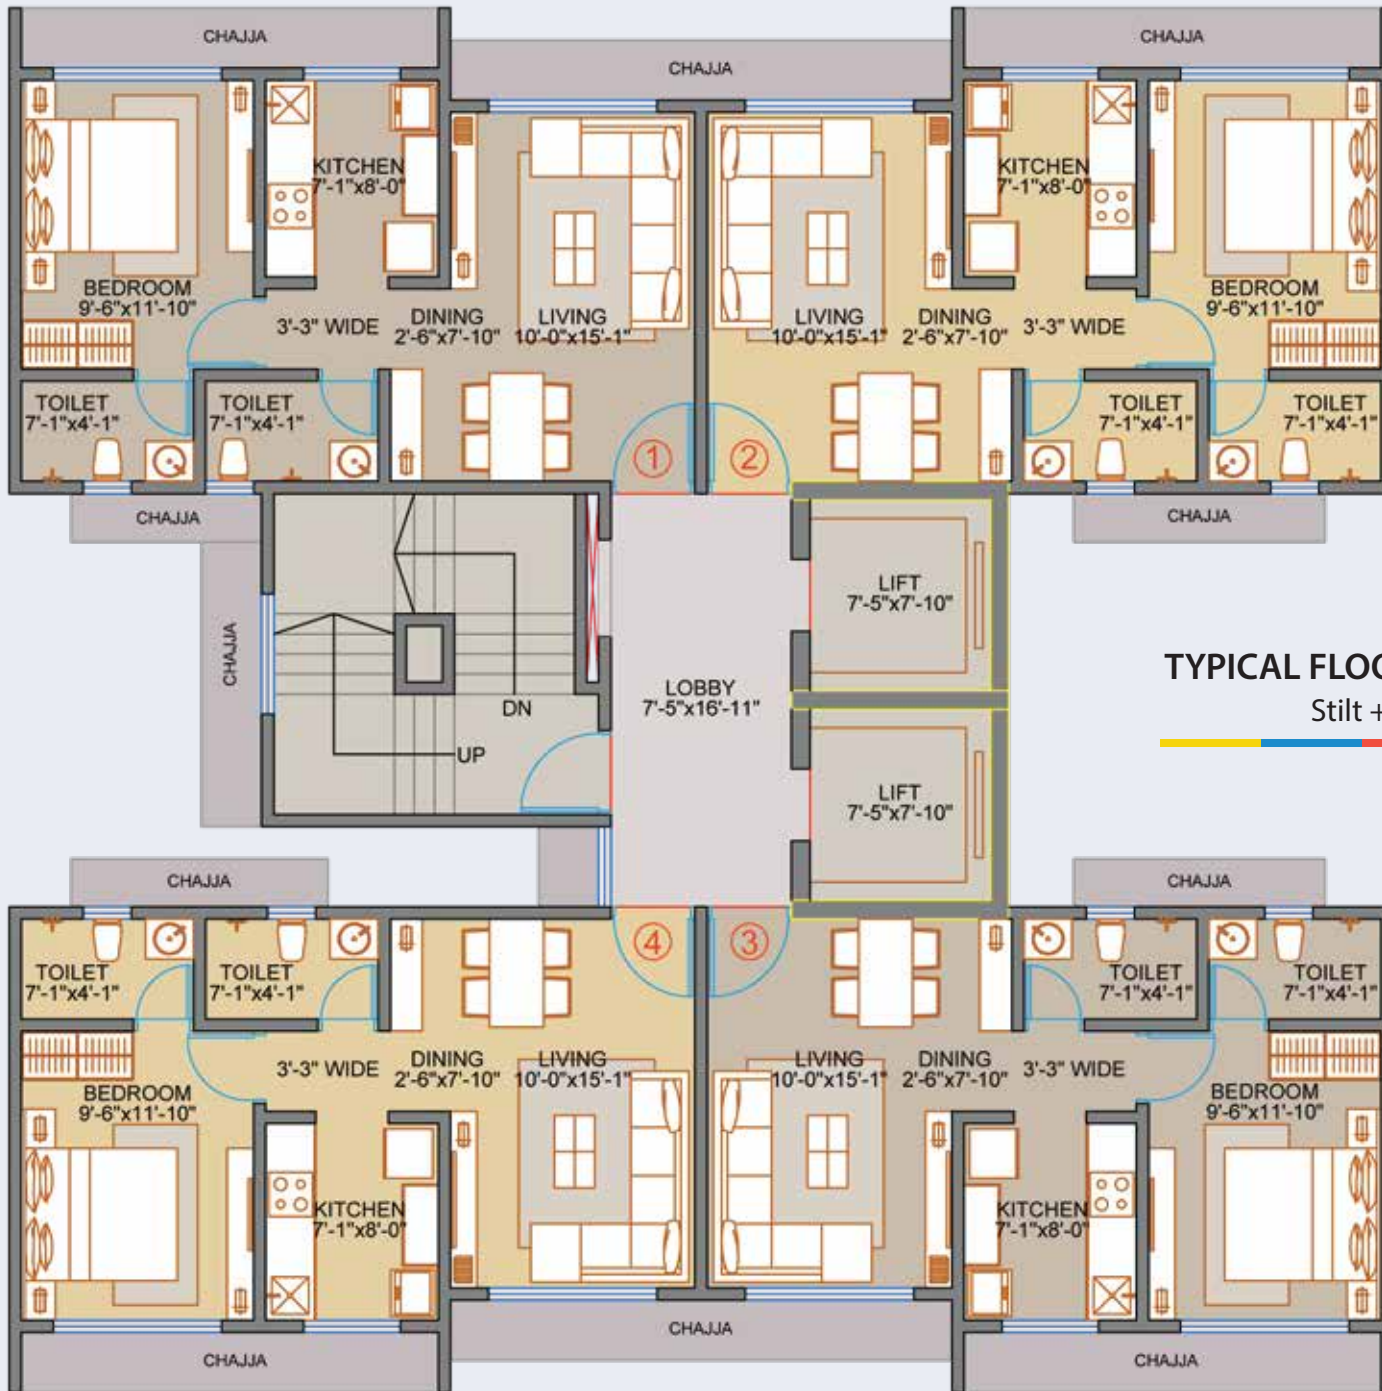 CHAJJA
CHAJJA
CHAJJA
KITCHEN
7'-1"x8'-0"
KITCHEN
7'-1"x8'-0"
BEDROOM
9'-6"x11'-10"
BEDROOM
9'-6"x11'-10"
3'-3" WIDE
DINING
2'-6"x7'-10"
LIVING
10'-0"x15'-1"
LIVING
10'-0"x15'-1"
DINING
2'-6"x7'-10"
3'-3" WIDE
TOILET
7'-1"x4'-1"
TOILET
7'-1"x4'-1"
TOILET
7'-1"x4'-1"
TOILET
7'-1"x4'-1"
1
2
CHAJJA
CHAJJA
CHAJJA
LIFT
7'-5"x7'-10"
LOBBY
7'-5"x16'-11"
DN
UP
LIFT
7'-5"x7'-10"
TYPICAL FLOO
Stilt +
CHAJJA
CHAJJA
4
3
TOILET
7'-1"x4'-1"
TOILET
7'-1"x4'-1"
TOILET
7'-1"x4'-1"
TOILET
7'-1"x4'-1"
3'-3" WIDE
DINING
2'-6"x7'-10"
LIVING
10'-0"x15'-1"
LIVING
10'-0"x15'-1"
DINING
2'-6"x7'-10"
3'-3" WIDE
BEDROOM
9'-6"x11'-10"
BEDROOM
9'-6"x11'-10"
KITCHEN
7'-1"x8'-0"
KITCHEN
7'-1"x8'-0"
CHAJJA
CHAJJA
CHAJJA